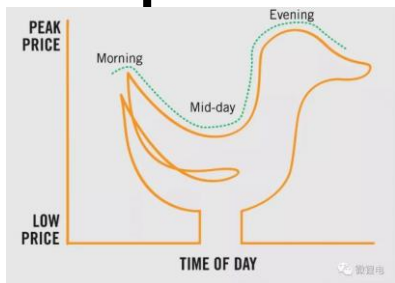 PEAK
PRICE
Morning
Evening
Mid-day
LOW
PRICE
TIME OF DAY